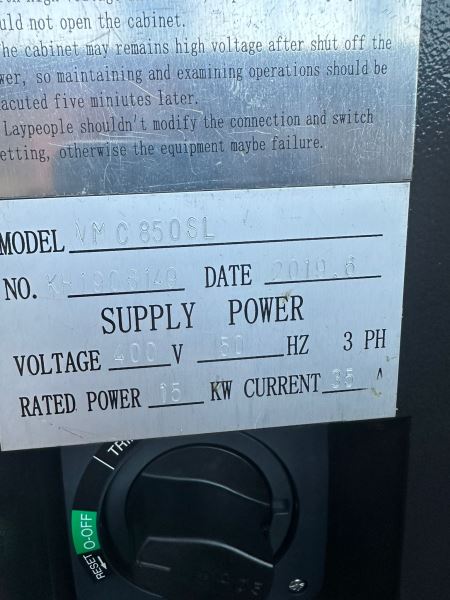 uld not open the cabinet.
he cabinet may remains high voltage after shut off the
wer, so maintaining and examining operations should be
acuted five miniutes later.
Laypeople shouldn't modify the connection and switch
etting, otherwise the equipment maybe failure.
MODEL VMC850SL
NO. DATE 2019.6
SUPPLY POWER
VOLTAGE 400 V 50 HZ 3 PH
RATED POWER 15 KW CURRENT 35 A
TRI
O-OFF
RESET